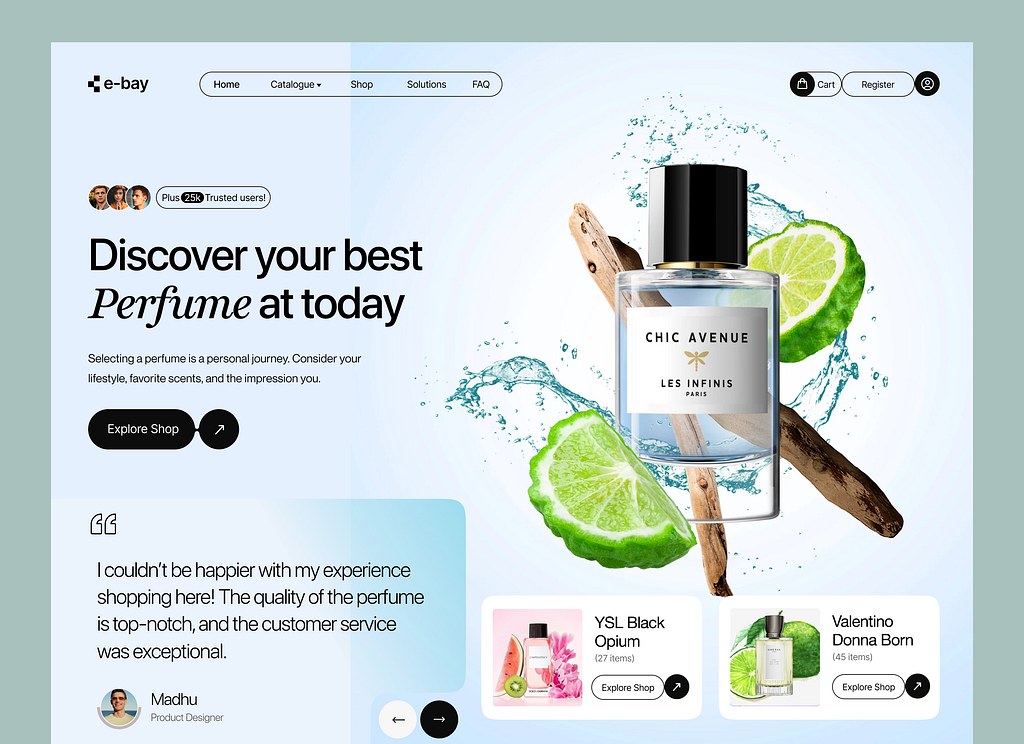 e-bay
Home
Catalogue
Shop
Solutions
FAQ
Cart
Register
Plus 25k Trusted users!
Discover your best
Perfume at today
Selecting a perfume is a personal journey. Consider your
lifestyle, favorite scents, and the impression you.
Explore Shop
CHIC AVENUE
LES INFINIS
PARIS
I couldn't be happier with my experience
shopping here! The quality of the perfume
is top-notch, and the customer service
was exceptional.
Madhu
Product Designer
YSL Black
Opium
(27 items)
Explore Shop
Valentino
Donna Born
(45 items)
Explore Shop